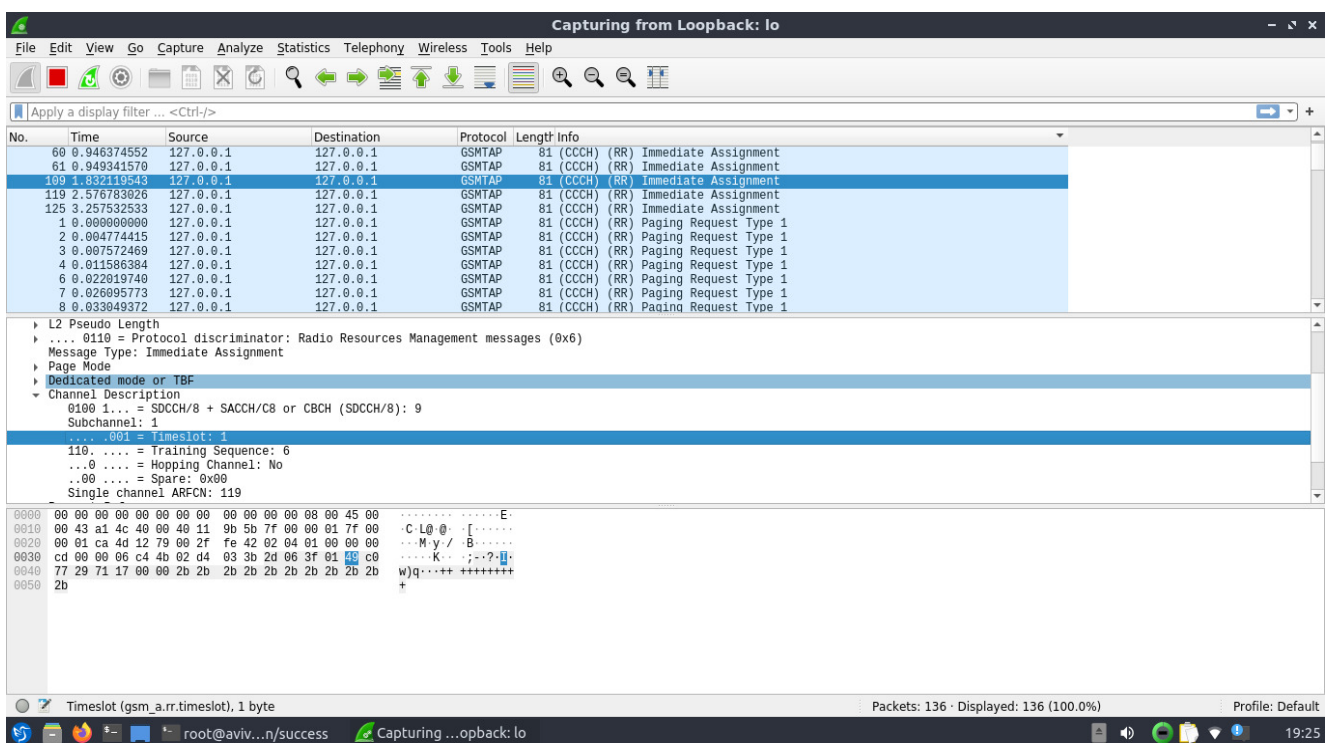 Capturing from Loopback: lo
File Edit View Go Capture Analyze Statistics Telephony Wireless Tools Help
Apply a display filter ... <Ctrl-/>
No. Time Source Destination Protocol Length Info
60 0.946374552 127.0.0.1 127.0.0.1 GSMTAP 81 (CCCH) (RR) Immediate Assignment
61 0.949341570 127.0.0.1 127.0.0.1 GSMTAP 81 (CCCH) (RR) Immediate Assignment
109 1.832119543 127.0.0.1 127.0.0.1 GSMTAP 81 (CCCH) (RR) Immediate Assignment
119 2.576783026 127.0.0.1 127.0.0.1 GSMTAP 81 (CCCH) (RR) Immediate Assignment
125 3.257532533 127.0.0.1 127.0.0.1 GSMTAP 81 (CCCH) (RR) Immediate Assignment
1 0.000000000 127.0.0.1 127.0.0.1 GSMTAP 81 (CCCH) (RR) Paging Request Type 1
2 0.004774415 127.0.0.1 127.0.0.1 GSMTAP 81 (CCCH) (RR) Paging Request Type 1
3 0.007572469 127.0.0.1 127.0.0.1 GSMTAP 81 (CCCH) (RR) Paging Request Type 1
4 0.011586384 127.0.0.1 127.0.0.1 GSMTAP 81 (CCCH) (RR) Paging Request Type 1
6 0.022019740 127.0.0.1 127.0.0.1 GSMTAP 81 (CCCH) (RR) Paging Request Type 1
7 0.026095773 127.0.0.1 127.0.0.1 GSMTAP 81 (CCCH) (RR) Paging Request Type 1
8 0.033049372 127.0.0.1 127.0.0.1 GSMTAP 81 (CCCH) (RR) Paging Request Type 1
L2 Pseudo Length
.... 0110 = Protocol discriminator: Radio Resources Management messages (0x6)
Message Type: Immediate Assignment
Page Mode
Dedicated mode or TBF
Channel Description
0100 1... = SDCCH/8 + SACCH/C8 or CBCH (SDCCH/8): 9
Subchannel: 1
.... .001 = Timeslot: 1
110. .... = Training Sequence: 6
...0 .... = Hopping Channel: No
..00 .... = Spare: 0x00
Single channel ARFCN: 119
0000 00 00 00 00 00 00 00 00 00 00 00 00 08 00 45 00 ········ ······E·
0010 00 43 a1 4c 40 00 40 11 9b 5b 7f 00 00 01 7f 00 ·C·L@·@· ·[······
0020 00 01 ca 4d 12 79 00 2f fe 42 02 04 01 00 00 00 ···M·y·/ ·B······
0030 cd 00 00 06 c4 4b 02 d4 03 3b 2d 06 3f 01 49 c0 ·····K·· ·;-·?·I·
0040 77 29 71 17 00 00 2b 2b 2b 2b 2b 2b 2b 2b 2b 2b w)q···++ ++++++++
0050 2b +
Timeslot (gsm_a.rr.timeslot), 1 byte Packets: 136 · Displayed: 136 (100.0%) Profile: Default
root@aviv...n/success Capturing ...opback: lo 19:25